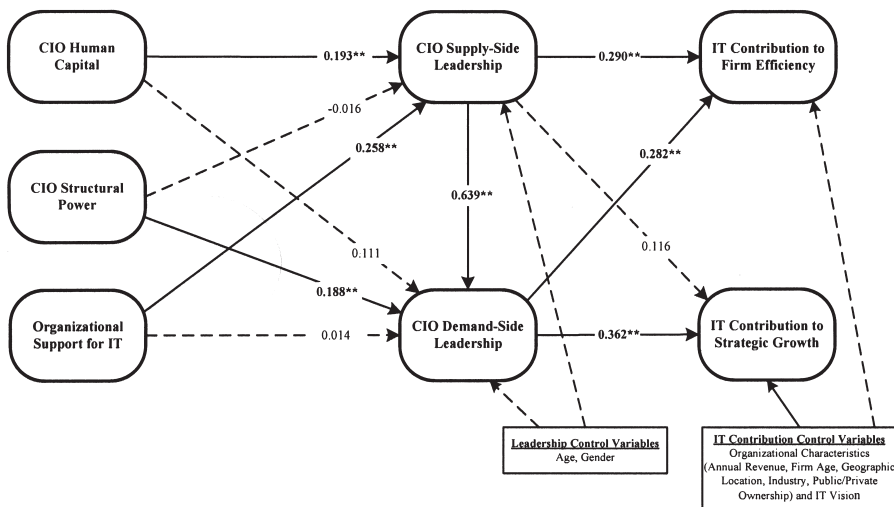 CIO Human
Capital
0.193**
CIO Supply-Side
Leadership
0.290**
IT Contribution to
Firm Efficiency
-0.016
0.258**
0.282**
CIO Structural
Power
0.639**
0.111
0.116
0.188**
Organizational
Support for IT
0.014
CIO Demand-Side
Leadership
0.362**
IT Contribution to
Strategic Growth
Leadership Control Variables
Age, Gender
IT Contribution Control Variables
Organizational Characteristics
(Annual Revenue, Firm Age, Geographic
Location, Industry, Public/Private
Ownership) and IT Vision